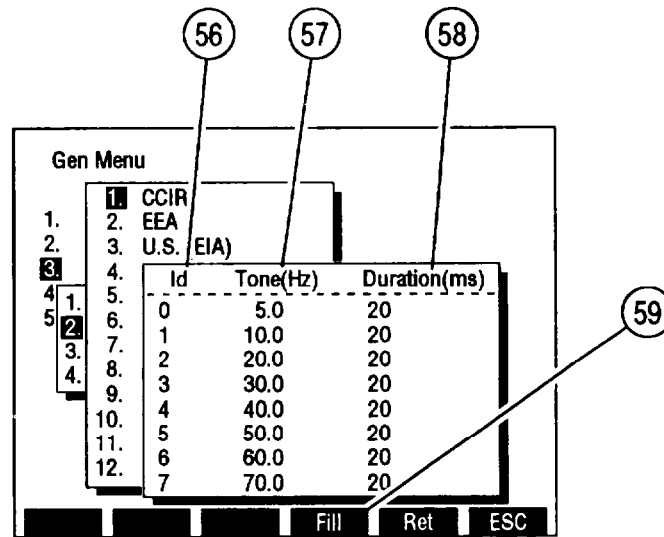 56 57 58
Gen Menu
1. CCIR
2. EEA
3. U.S. EIA)
4.
5.
6.
7.
8.
9.
10.
11.
12.
1.
2.
3.
4
5
1.
2.
3.
4.
Id Tone(Hz) Duration(ms)
0 5.0 20
1 10.0 20
2 20.0 20
3 30.0 20
4 40.0 20
5 50.0 20
6 60.0 20
7 70.0 20
59
Fill Ret ESC